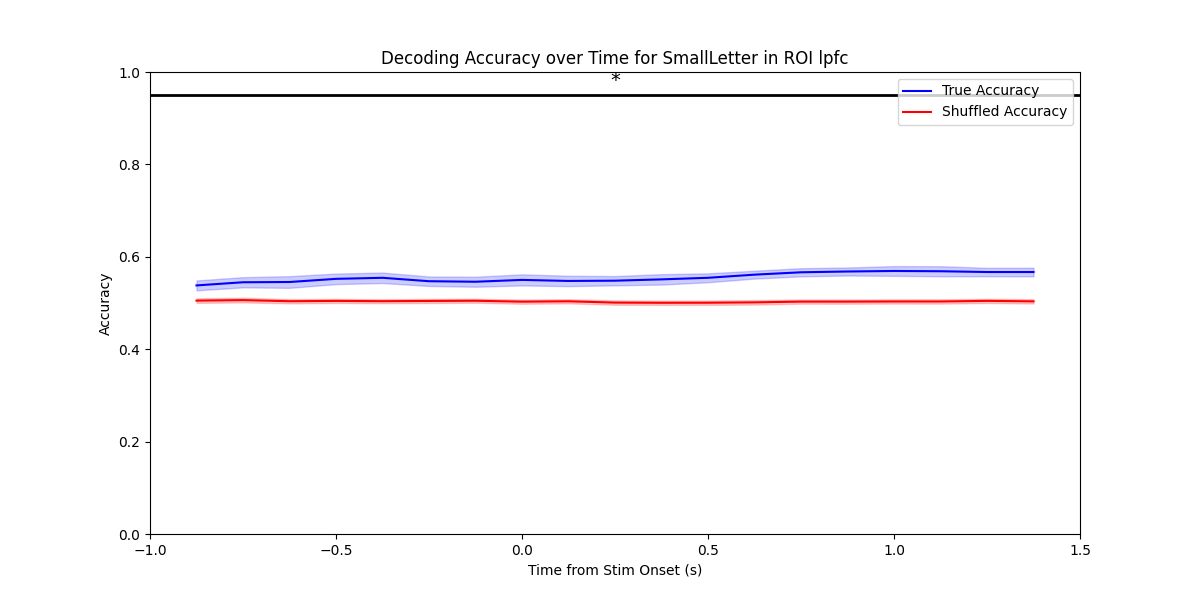 Decoding Accuracy over Time for SmallLetter in ROI lpfc
*
True Accuracy
Shuffled Accuracy
1.0
0.8
0.6
0.4
0.2
0.0
Accuracy
−1.0 −0.5 0.0 0.5 1.0 1.5
Time from Stim Onset (s)